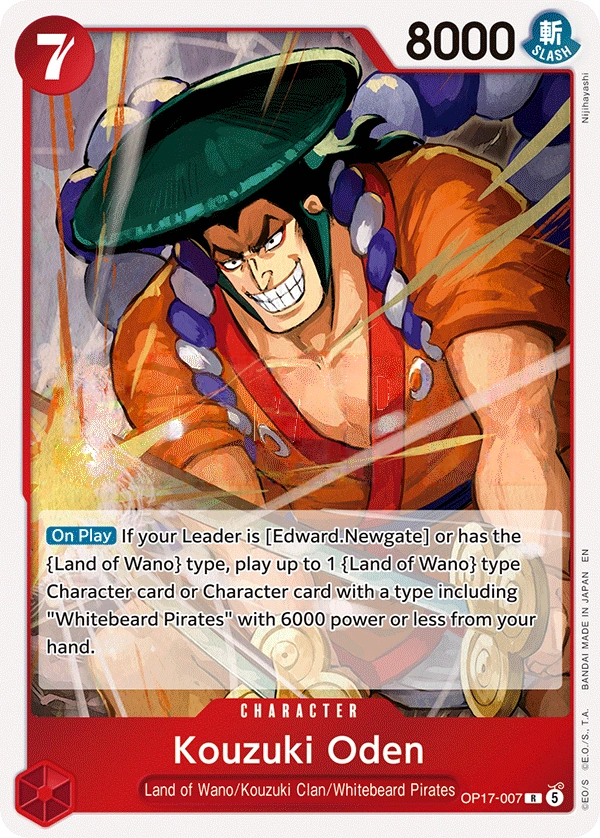 7
8000
斬
SLASH
Nijihayashi
On Play If your Leader is [Edward.Newgate] or has the
{Land of Wano} type, play up to 1 {Land of Wano} type
Character card or Character card with a type including
"Whitebeard Pirates" with 6000 power or less from your
hand.
CHARACTER
Kouzuki Oden
Land of Wano/Kouzuki Clan/Whitebeard Pirates
OP17-007 R 5
©E.O/S ©E.O./S., T.A. BANDAI MADE IN JAPAN EN